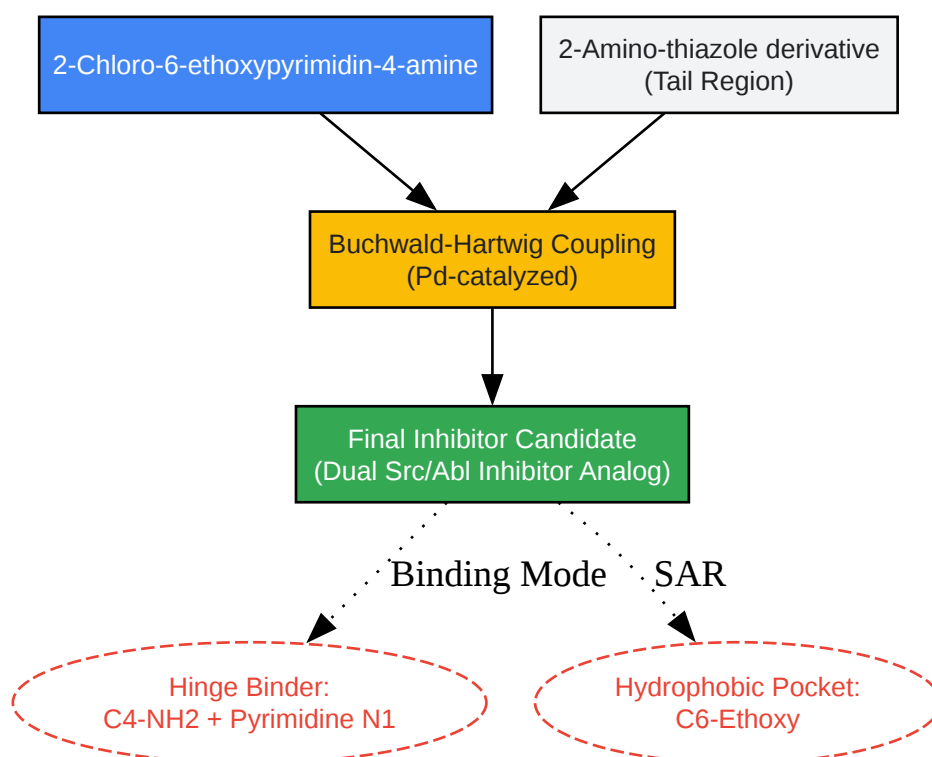 2-Chloro-6-ethoxypyrimidin-4-amine
2-Amino-thiazole derivative
(Tail Region)
Buchwald-Hartwig Coupling
(Pd-catalyzed)
Final Inhibitor Candidate
(Dual Src/Abl Inhibitor Analog)
Binding Mode
SAR
Hinge Binder:
C4-NH2 + Pyrimidine N1
Hydrophobic Pocket:
C6-Ethoxy